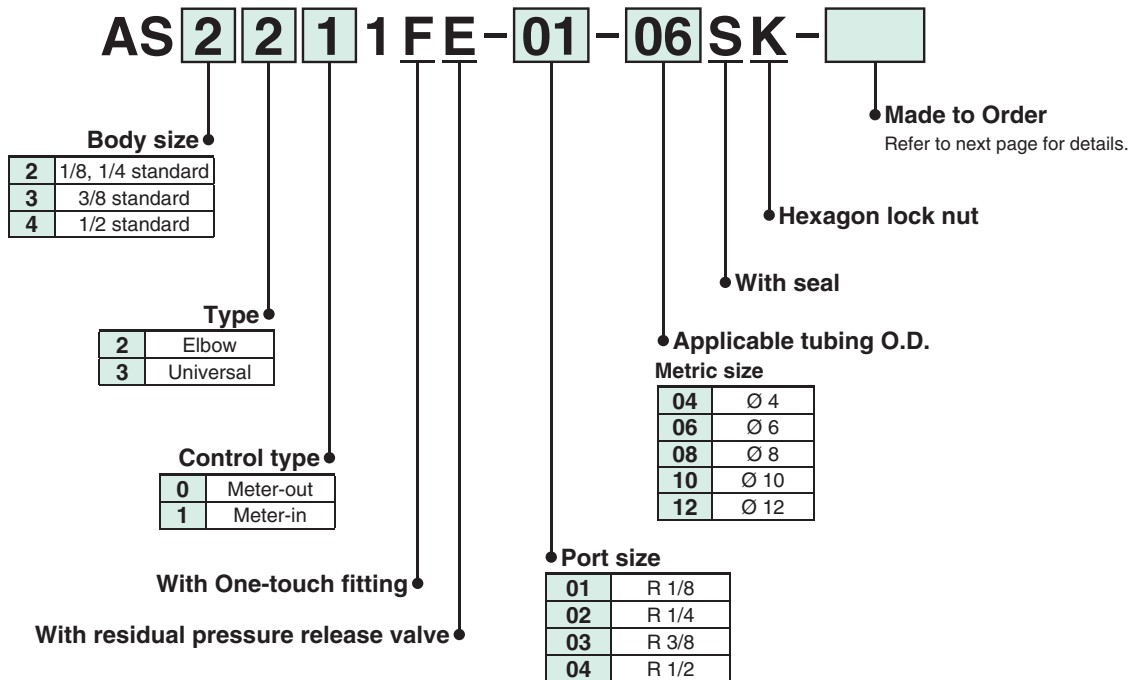 AS 2 2 1 1 F E - 01 - 06 S K -
Made to Order
Refer to next page for details.
Body size
2 1/8, 1/4 standard
3 3/8 standard
4 1/2 standard
Hexagon lock nut
With seal
Type
2 Elbow
3 Universal
Applicable tubing O.D.
Metric size
04 Ø 4
06 Ø 6
08 Ø 8
10 Ø 10
12 Ø 12
Control type
0 Meter-out
1 Meter-in
Port size
01 R 1/8
02 R 1/4
03 R 3/8
04 R 1/2
With One-touch fitting
With residual pressure release valve